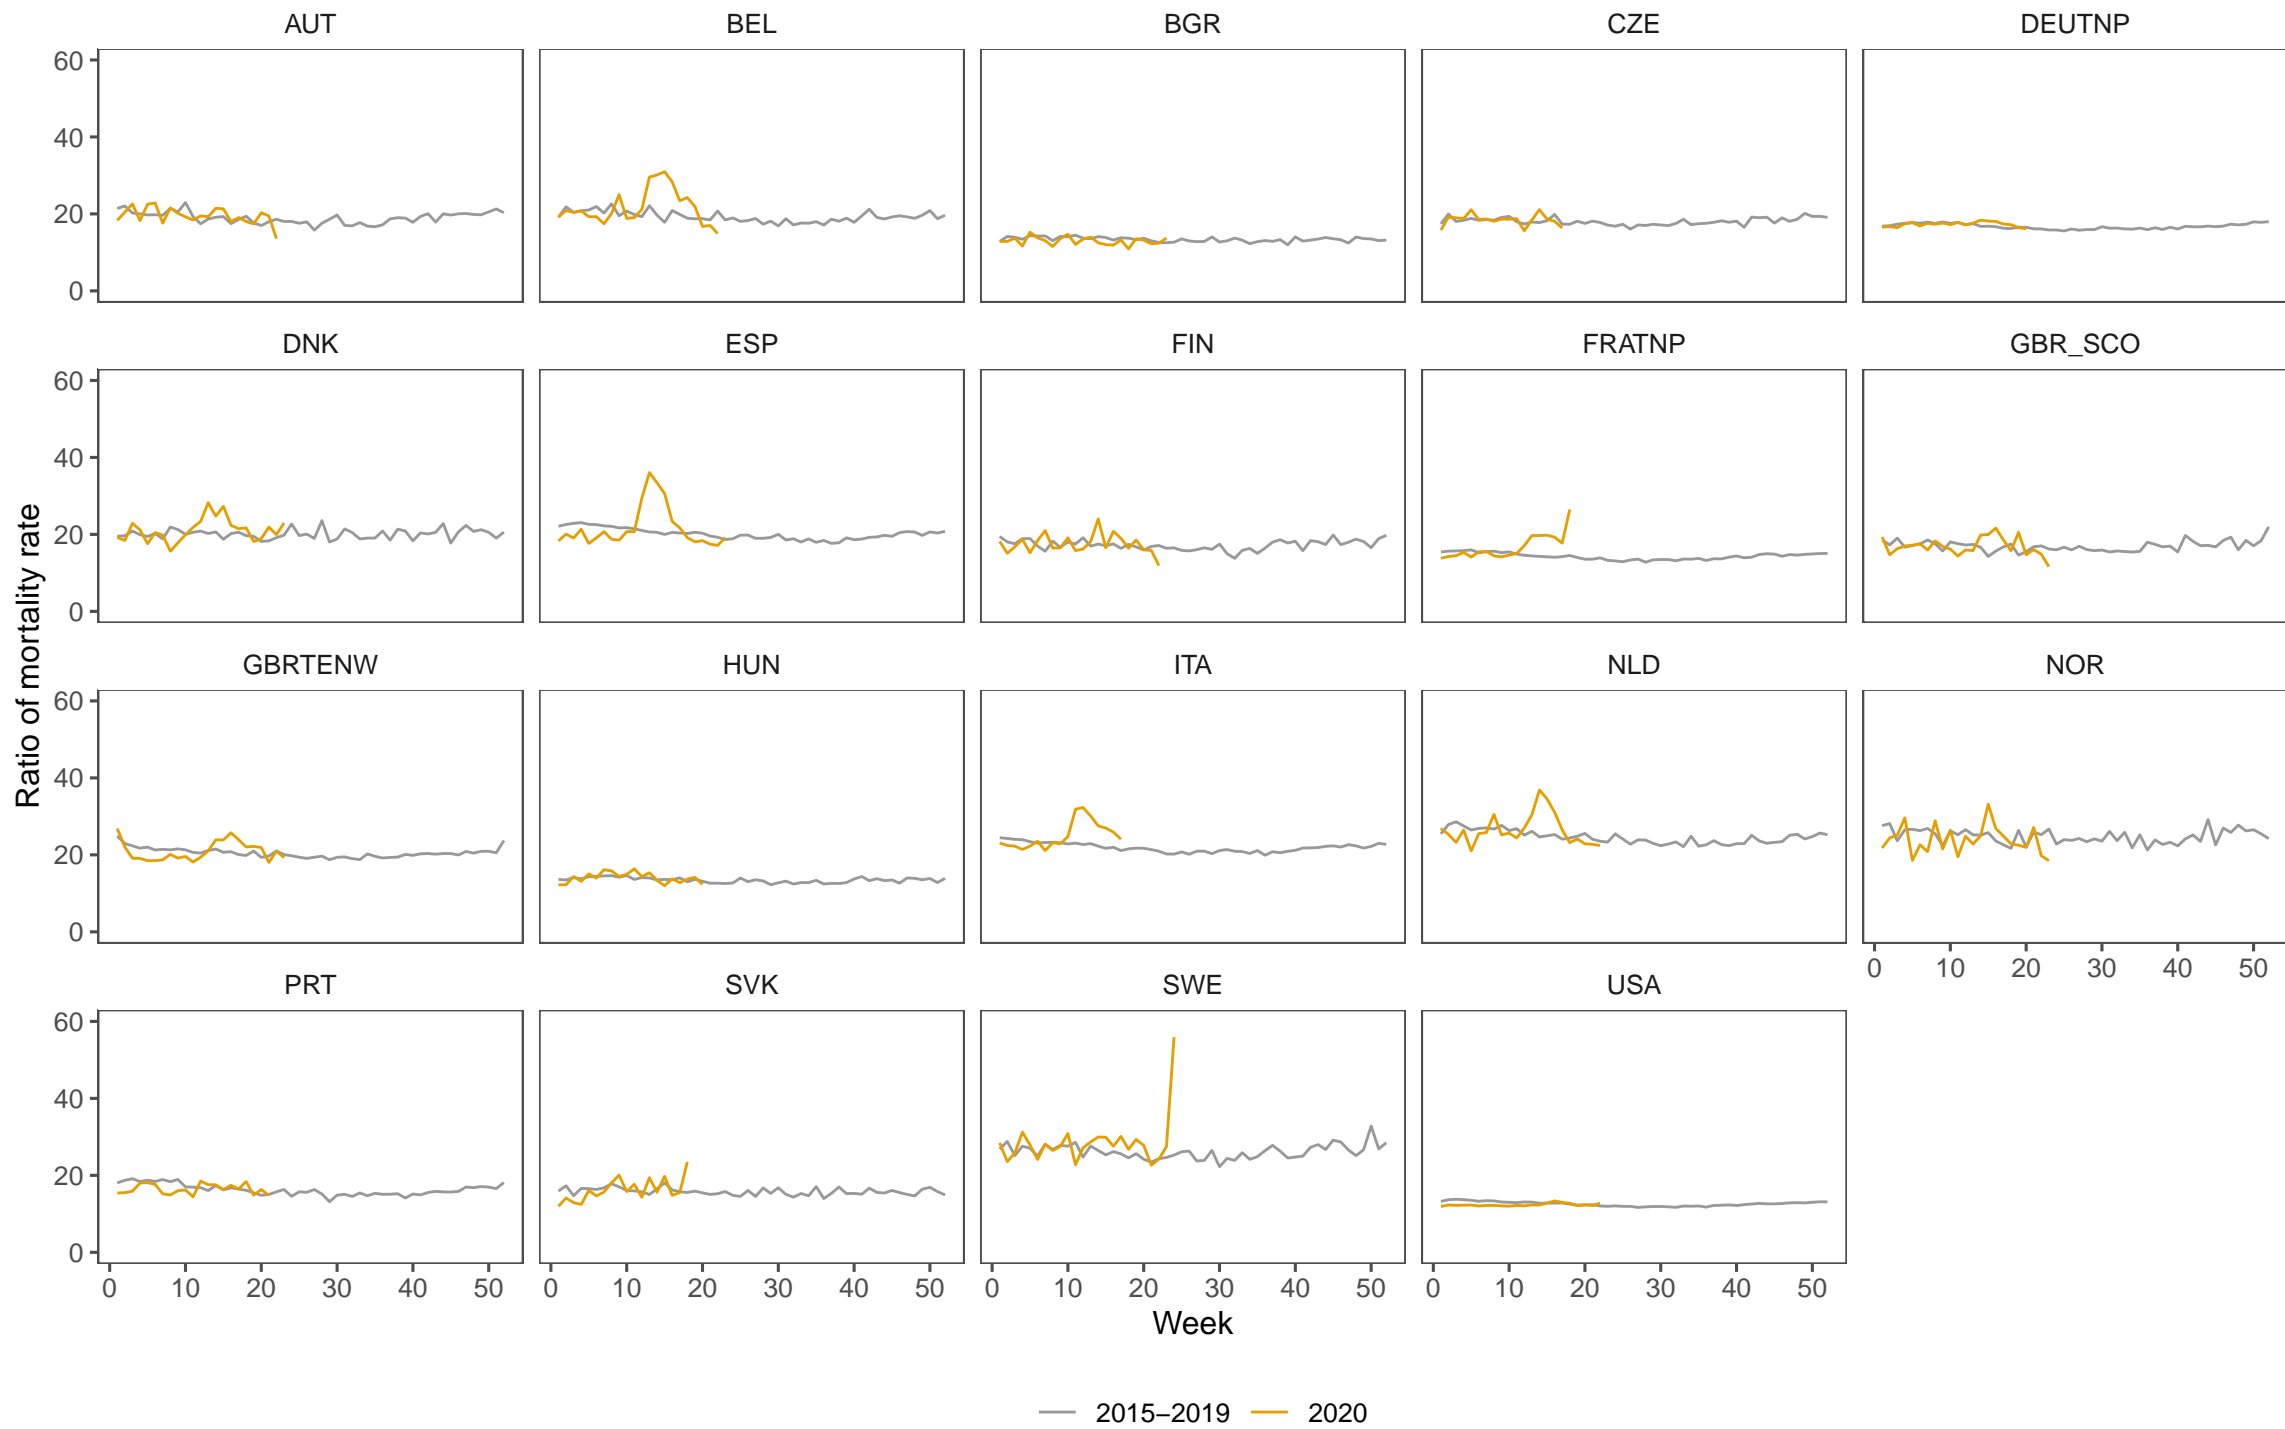 AUT BEL BGR CZE DEUTNP
60
40
20
0
DNK ESP FIN FRATNP GBR_SCO
60
40
20
0
Ratio of mortality rate
GBRTENW HUN ITA NLD NOR
60
40
20
0
0 10 20 30 40 50
PRT SVK SWE USA
60
40
20
0
0 10 20 30 40 50 0 10 20 30 40 50 0 10 20 30 40 50 0 10 20 30 40 50
Week
2015–2019 2020